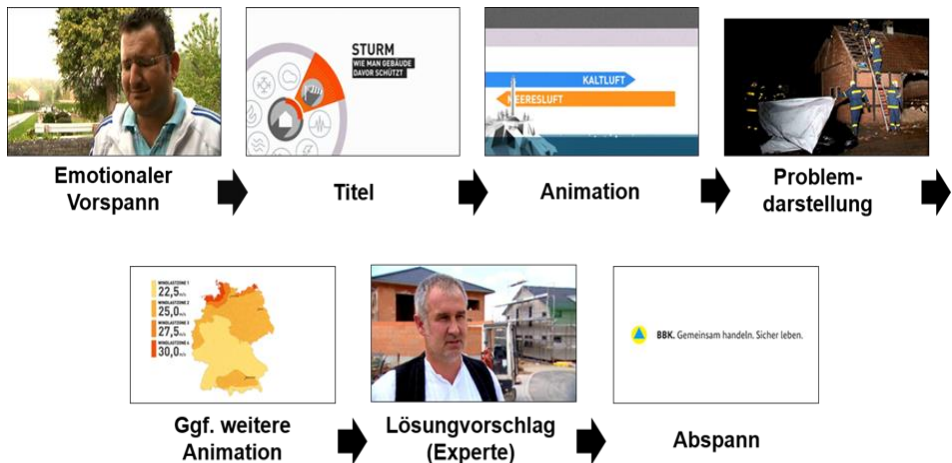 STURM
WIE MAN GEBÄUDE
DAVOR SCHÜTZT
KALTLUFT
MEERESLUFT
Emotionaler
Vorspann
Titel
Animation
Problem-
darstellung
WINDLASTZONE 1
22,5 m/s
WINDLASTZONE 2
25,0 m/s
WINDLASTZONE 3
27,5 m/s
WINDLASTZONE 4
30,0 m/s
BBK. Gemeinsam handeln. Sicher leben.
Ggf. weitere
Animation
Lösungvorschlag
(Experte)
Abspann